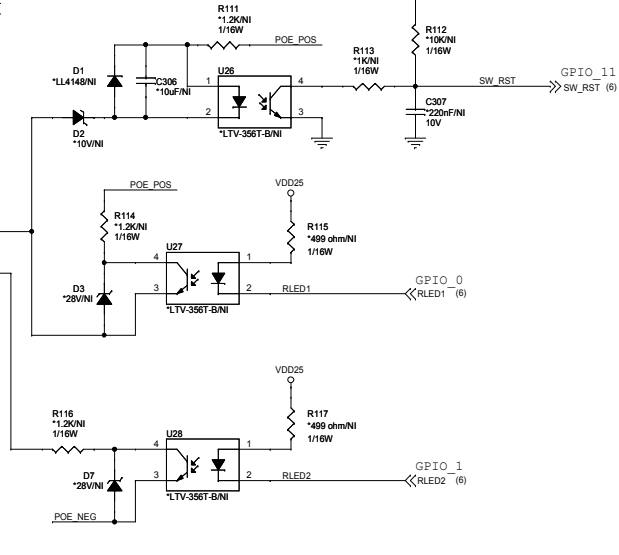 R111
*1.2K/NI
1/16W
POE_POS
R112
*10K/NI
1/16W
R113
*1K/NI
1/16W
D1
*LL4148/NI
C306
*10uF/NI
U26
1
2
4
3
*LTV-356T-B/NI
SW_RST
GPIO_11
SW_RST (6)
C307
*220nF/NI
10V
D2
*10V/NI
POE_POS
R114
*1.2K/NI
1/16W
VDD25
R115
*499 ohm/NI
1/16W
U27
4
3
1
2
*LTV-356T-B/NI
D3
*28V/NI
RLED1
GPIO_0
RLED1 (6)
VDD25
R116
*1.2K/NI
1/16W
R117
*499 ohm/NI
1/16W
U28
4
3
1
2
*LTV-356T-B/NI
D7
*28V/NI
RLED2
GPIO_1
RLED2 (6)
POE_NEG